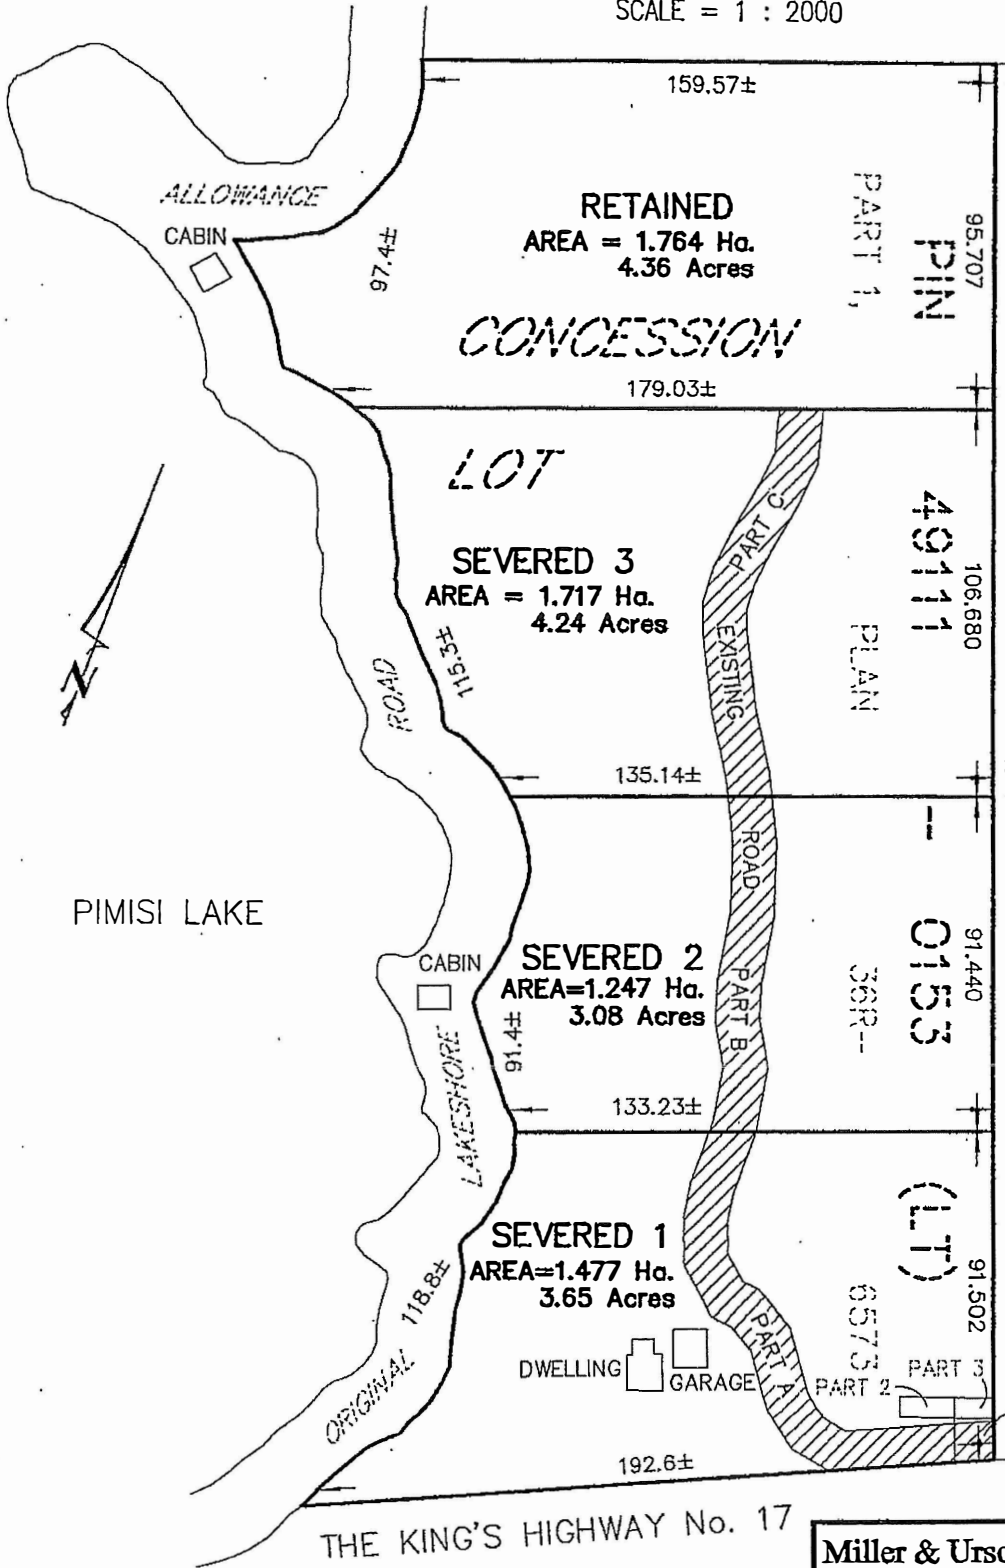 SCALE = 1 : 2000
159.57±
ALLOWANCE
CABIN
97.4±
RETAINED
AREA = 1.764 Ha.
4.36 Acres
PART 1,
PIN
95.707
CONCESSION
179.03±
LOT
PART C
49111
SEVERED 3
AREA = 1.717 Ha.
4.24 Acres
106.680
115.3±
EXISTING
PLAN
N
ROAD
135.14±
ROAD
--
PIMISI LAKE
CABIN
SEVERED 2
AREA=1.247 Ha.
3.08 Acres
91.4±
PART B
36R--
0153
91.440
LAKESHORE
133.23±
(LT)
SEVERED 1
AREA=1.477 Ha.
3.65 Acres
118.8±
91.502
6573
DWELLING
GARAGE
PART A
PART 2
PART 3
ORIGINAL
192.6±
THE KING'S HIGHWAY No. 17
Miller & Urso